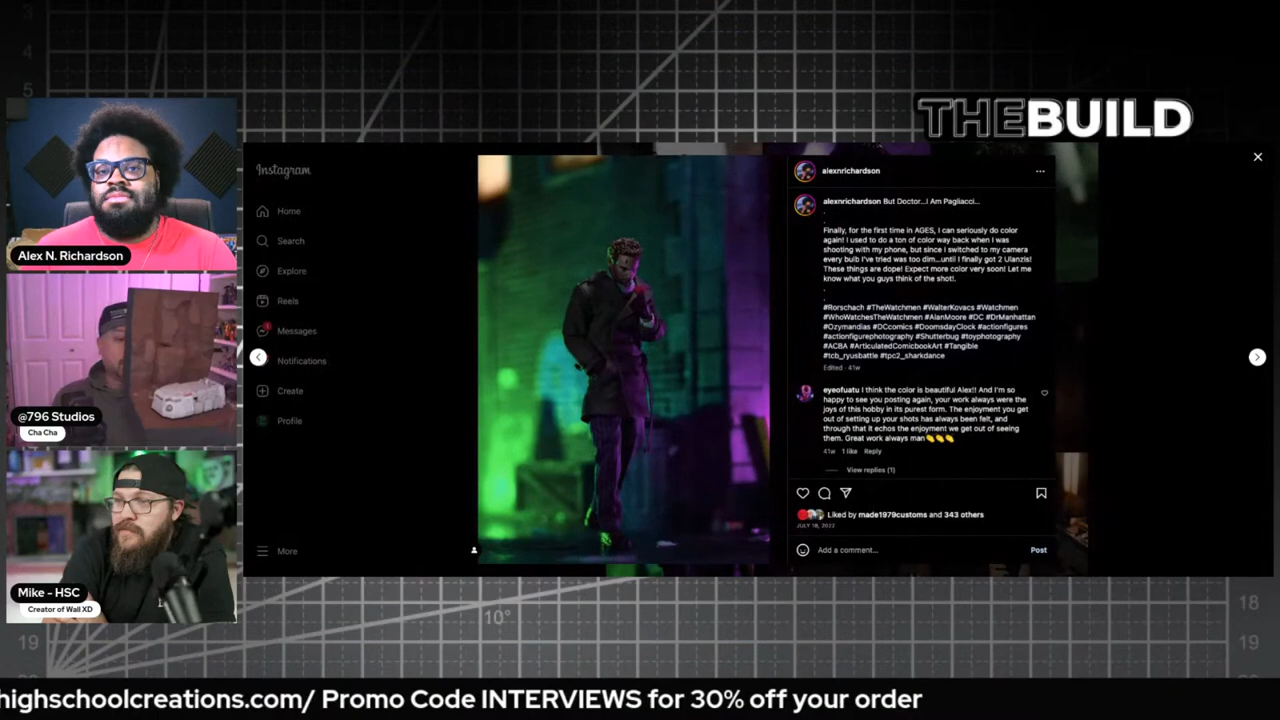 3
4
5
THEBUILD
Alex N. Richardson
@796 Studios
Cha Cha
Mike - HSC
Creator of Wall XD
Instagram
Home
Search
Explore
Reels
Messages
Notifications
Create
Profile
More
alexnrichardson
alexnrichardson But Doctor...I Am Pagliacci...
.
.
Finally, for the first time in AGES, I can seriously do color
again! I used to do a ton of color way back when I was
shooting with my phone, but since I switched to my camera
every bulb I've tried was too dim...until I finally got 2 Ulanzis!
These things are dope! Expect more color very soon! Let me
know what you guys think of the shot!.
.
.
#Rorschach #TheWatchmen #WalterKovacs #Watchmen
#WhoWatchesTheWatchmen #AlanMoore #DC #DrManhattan
#Ozymandias #DCcomics #DoomsdayClock #actionfigures
#actionfigurephotography #Shutterbug #toyphotography
#ACBA #ArticulatedComicbookArt #Tangible
#tcb_ryusbattle #tpc2_sharkdance
Edited · 41w
eyeofuatu I think the color is beautiful Alex!! And I'm so
happy to see you posting again, your work always were the
joys of this hobby in its purest form. The enjoyment you get
out of setting up your shots has always been felt, and
through that it echos the enjoyment we get out of seeing
them. Great work always man👏👏👏
41w 1 like Reply
View replies (1)
Liked by made1979customs and 343 others
JULY 18, 2022
Add a comment... Post
10°
18
19
19
highschoolcreations.com/ Promo Code INTERVIEWS for 30% off your order